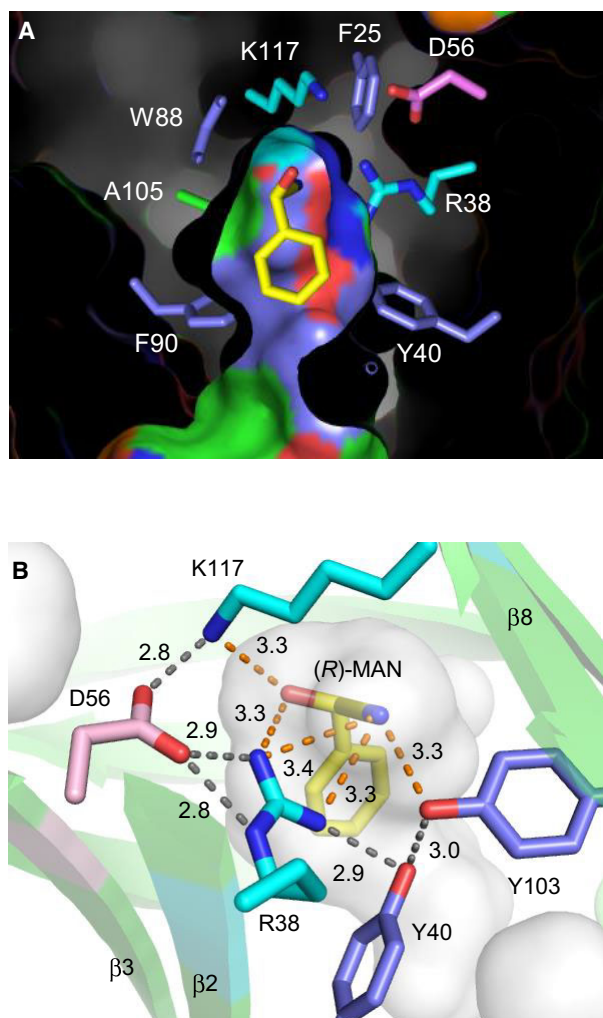 A
F25
K117
D56
W88
A105
R38
F90
Y40
B
K117
β8
2.8
3.3
(R)-MAN
D56
2.9
3.3
3.4
3.3
3.3
2.8
2.9
3.0
R38
Y40
Y103
β3
β2